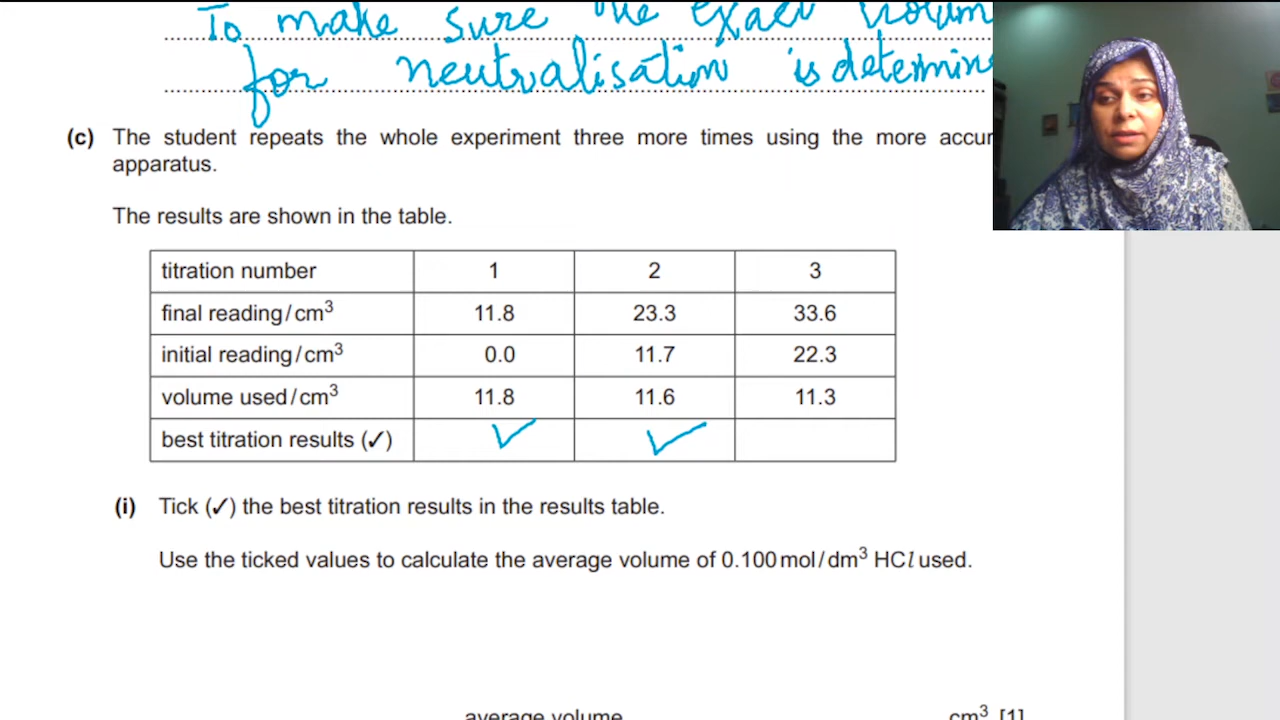 To make sure the exact
for neutralisation is
(c) The student repeats the whole experiment three more times using the more
apparatus.
The results are shown in the table.
titration number 1 2 3
final reading/cm³ 11.8 23.3 33.6
initial reading/cm³ 0.0 11.7 22.3
volume used/cm³ 11.8 11.6 11.3
best titration results (✓) ✓ ✓
(i) Tick (✓) the best titration results in the results table.
Use the ticked values to calculate the average volume of 0.100 mol/dm³ HCl used.
average volume cm³ [1]